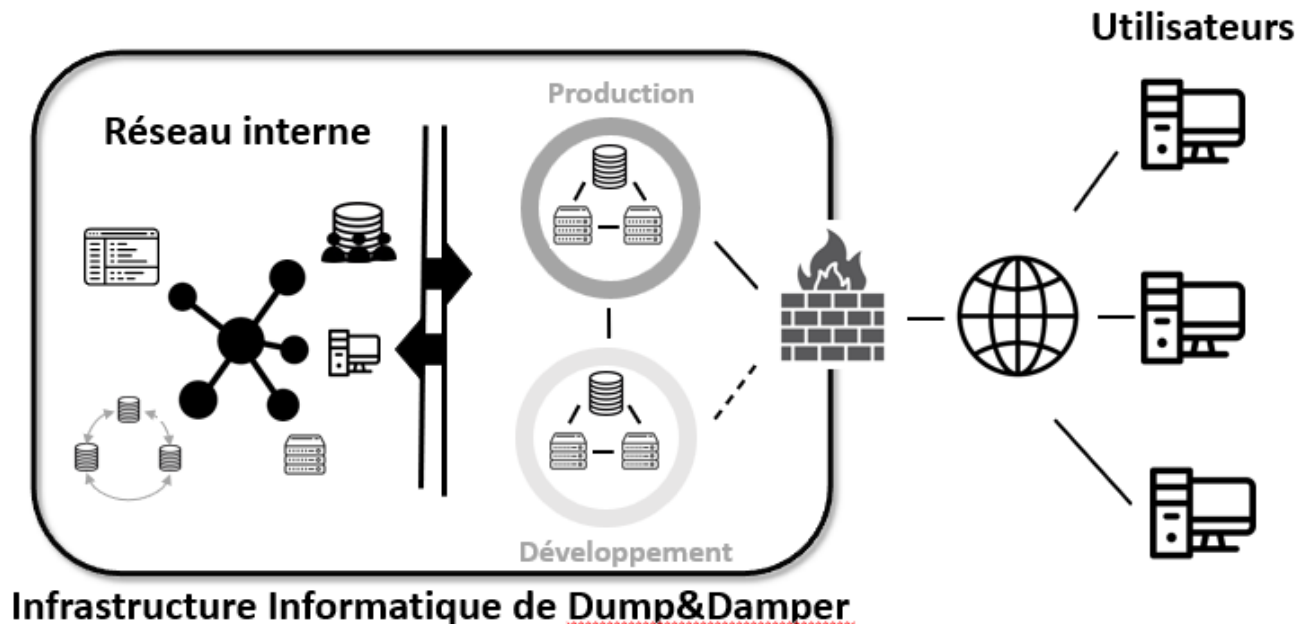 Utilisateurs
Production
Réseau interne
Développement
Infrastructure Informatique de Dump&Damper